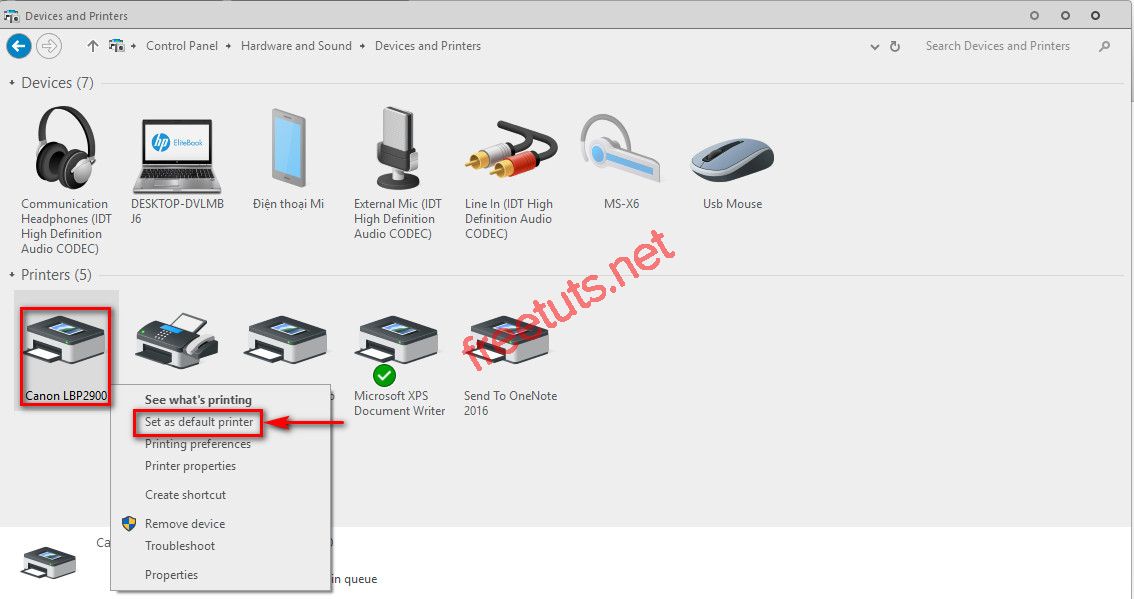 Devices and Printers
Control Panel
Hardware and Sound
Devices and Printers
Search Devices and Printers
Devices (7)
hp EliteBook
Communication
Headphones (IDT
High Definition
Audio CODEC)
DESKTOP-DVLMB
J6
Điện thoại Mi
External Mic (IDT
High Definition
Audio CODEC)
Line In (IDT High
Definition Audio
CODEC)
MS-X6
Usb Mouse
Printers (5)
freetuts.net
Canon LBP2900
Microsoft XPS
Document Writer
Send To OneNote
2016
See what's printing
Set as default printer
Printing preferences
Printer properties
Create shortcut
Remove device
Troubleshoot
Properties
Ca
in queue